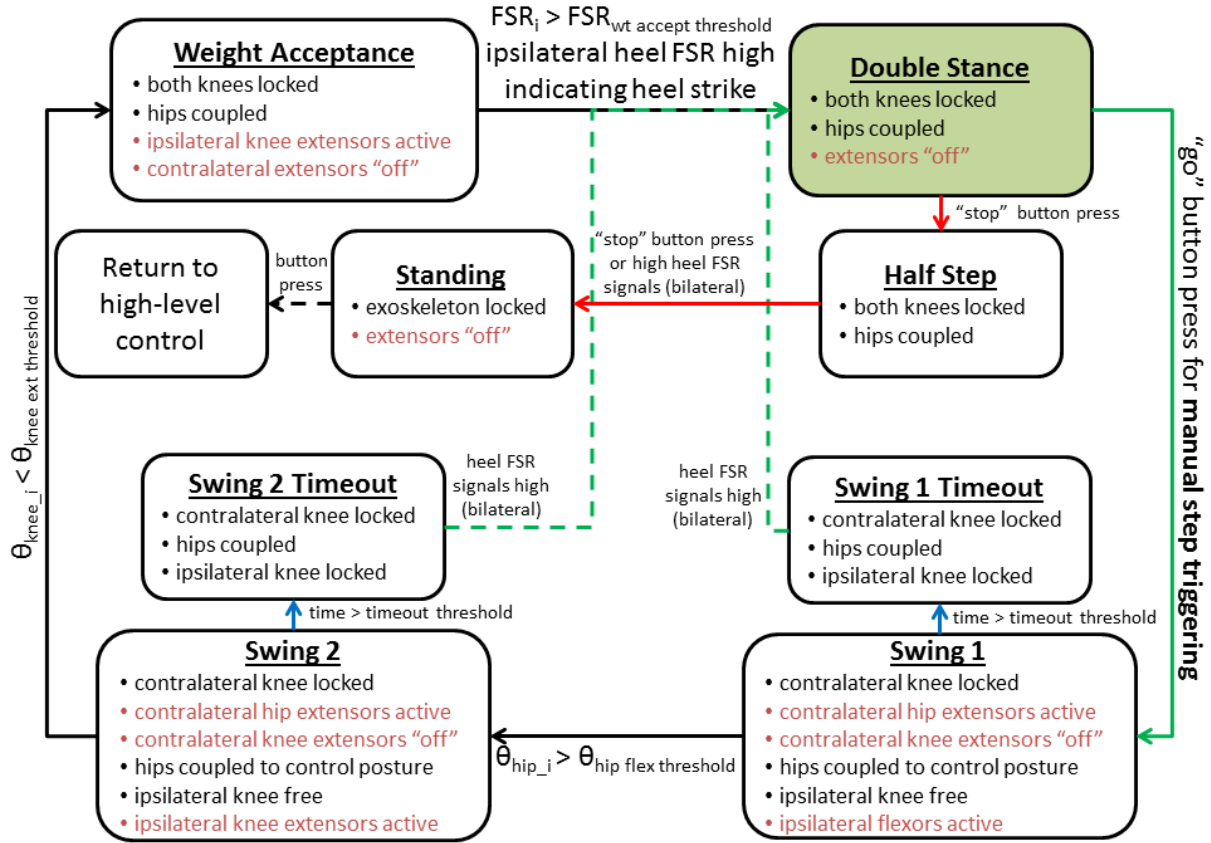 Weight Acceptance
• both knees locked
• hips coupled
• ipsilateral knee extensors active
• contralateral extensors “off”
FSRi > FSRwt accept threshold
ipsilateral heel FSR high
indicating heel strike
Double Stance
• both knees locked
• hips coupled
• extensors “off”
“go” button press for manual step triggering
“stop” button press
Return to
high-level
control
button
press
Standing
• exoskeleton locked
• extensors “off”
“stop” button press
or high heel FSR
signals (bilateral)
Half Step
• both knees locked
• hips coupled
θknee_i < θknee ext threshold
Swing 2 Timeout
• contralateral knee locked
• hips coupled
• ipsilateral knee locked
heel FSR
signals high
(bilateral)
heel FSR
signals high
(bilateral)
Swing 1 Timeout
• contralateral knee locked
• hips coupled
• ipsilateral knee locked
time > timeout threshold
time > timeout threshold
Swing 2
• contralateral knee locked
• contralateral hip extensors active
• contralateral knee extensors “off”
• hips coupled to control posture
• ipsilateral knee free
• ipsilateral knee extensors active
θhip_i > θhip flex threshold
Swing 1
• contralateral knee locked
• contralateral hip extensors active
• contralateral knee extensors “off”
• hips coupled to control posture
• ipsilateral knee free
• ipsilateral flexors active